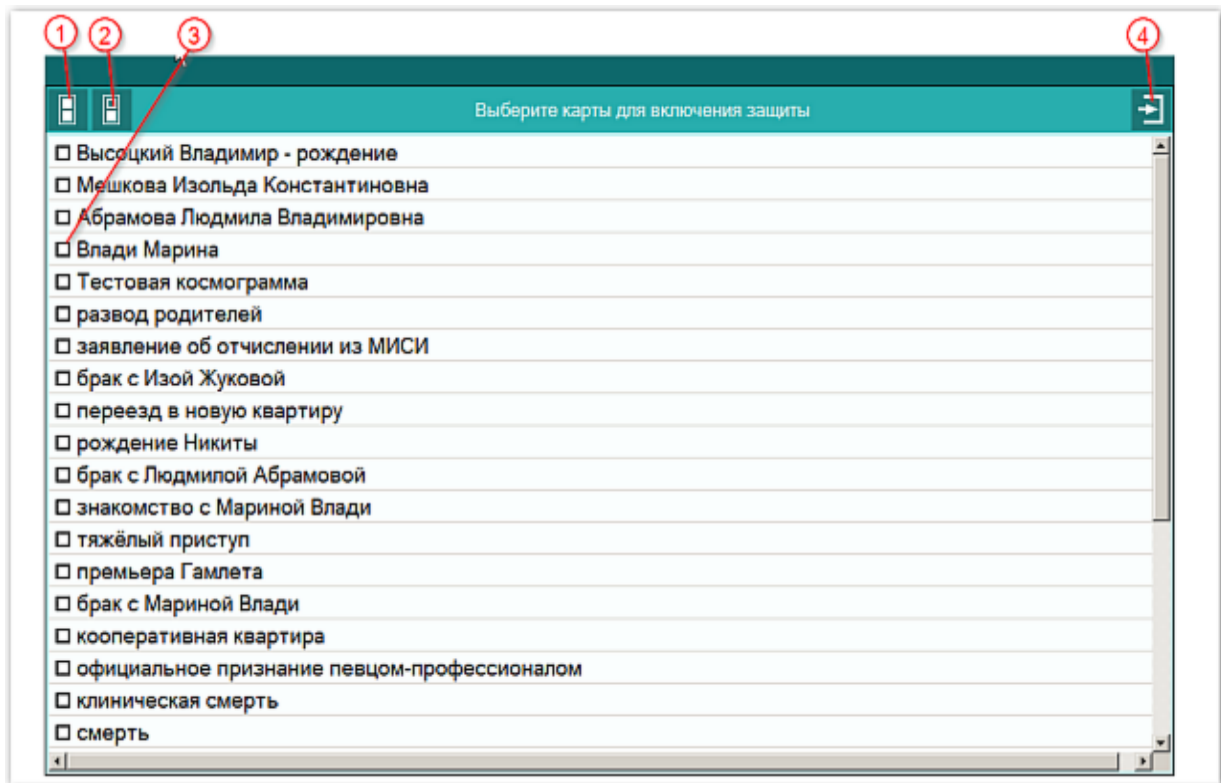 1 2 3 4
Выберите карты для включения защиты
Высоцкий Владимир - рождение
Мешкова Изольда Константиновна
Абрамова Людмила Владимировна
Влади Марина
Тестовая космограмма
развод родителей
заявление об отчислении из МИСИ
брак с Изой Жуковой
переезд в новую квартиру
рождение Никиты
брак с Людмилой Абрамовой
знакомство с Мариной Влади
тяжёлый приступ
премьера Гамлета
брак с Мариной Влади
кооперативная квартира
официальное признание певцом-профессионалом
клиническая смерть
смерть